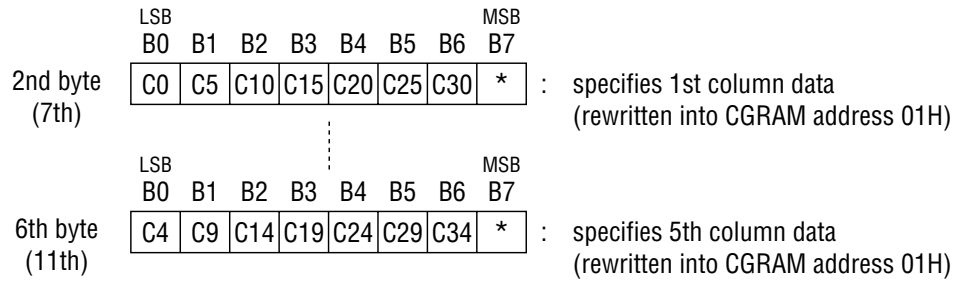 LSB MSB
B0 B1 B2 B3 B4 B5 B6 B7
2nd byte C0 C5 C10 C15 C20 C25 C30 * : specifies 1st column data
(7th) (rewritten into CGRAM address 01H)
LSB MSB
B0 B1 B2 B3 B4 B5 B6 B7
6th byte C4 C9 C14 C19 C24 C29 C34 * : specifies 5th column data
(11th) (rewritten into CGRAM address 01H)